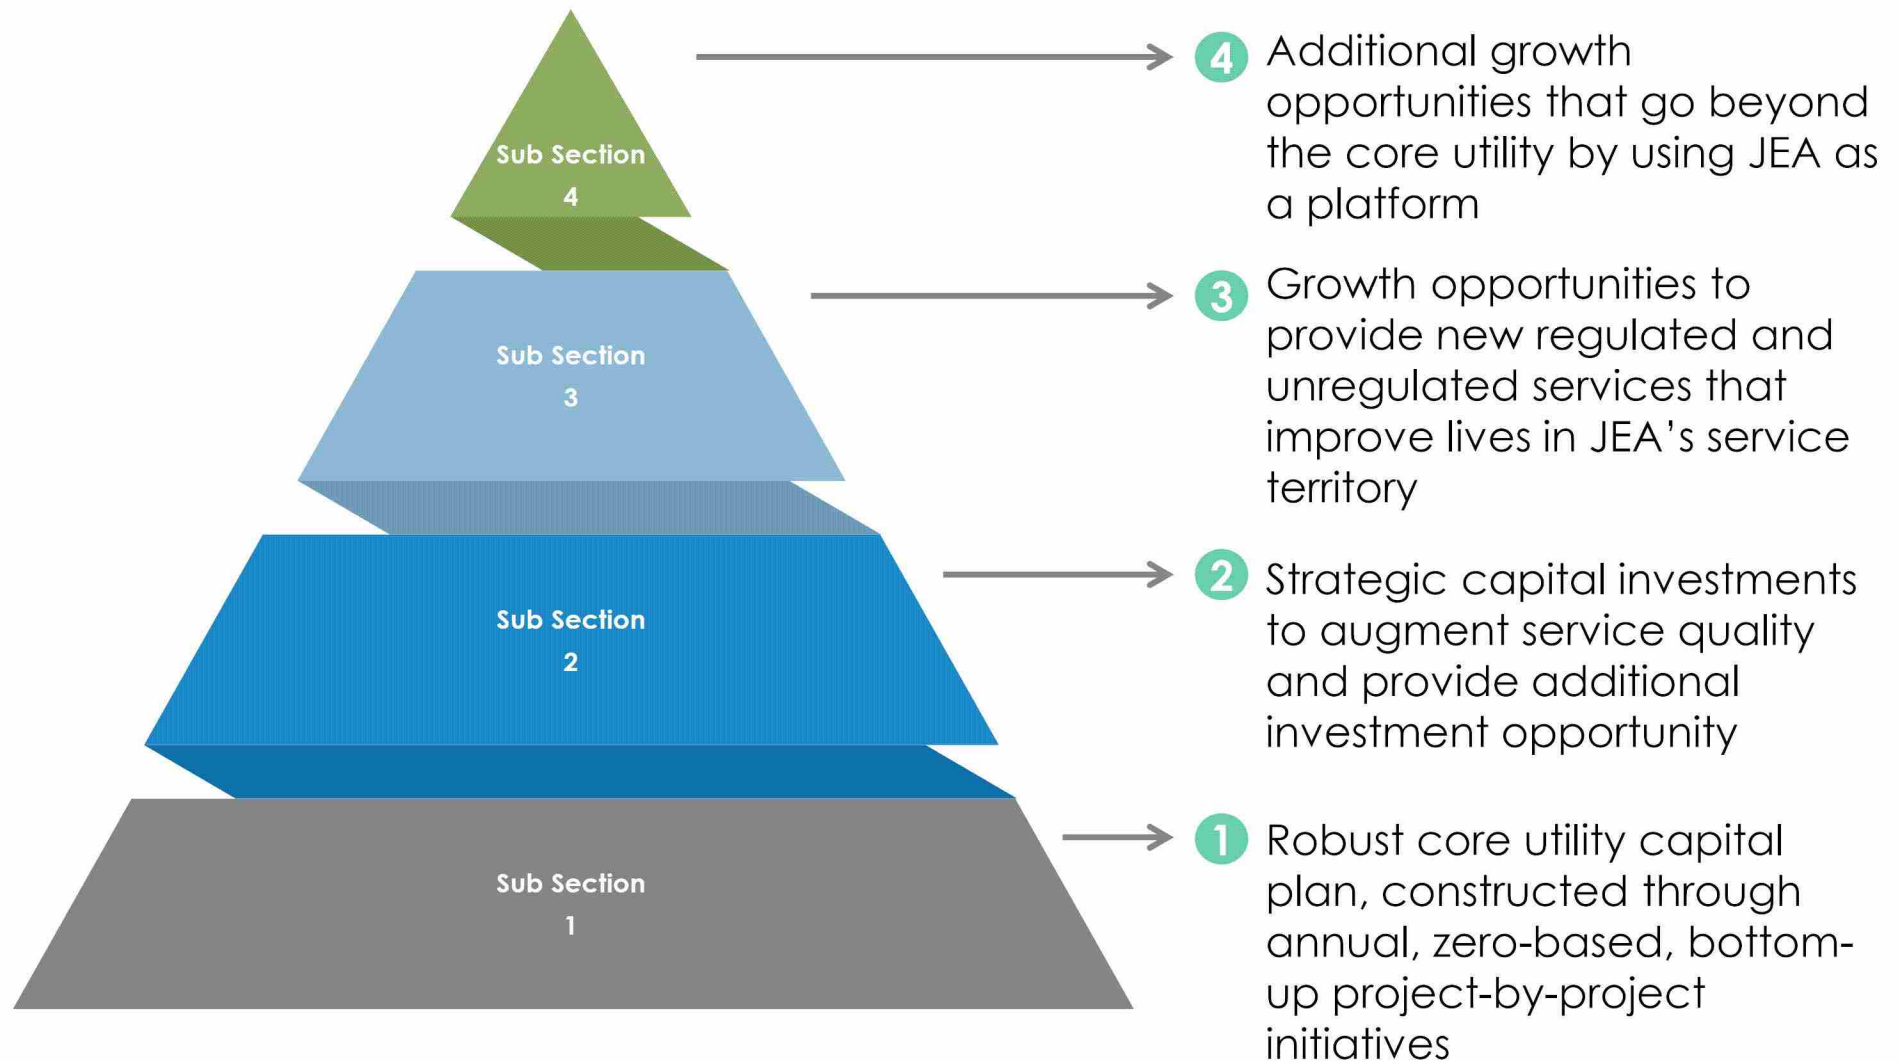 Sub Section
4
Sub Section
3
Sub Section
2
Sub Section
1
4
Additional growth
opportunities that go beyond
the core utility by using JEA as
a platform
3
Growth opportunities to
provide new regulated and
unregulated services that
improve lives in JEA's service
territory
2
Strategic capital investments
to augment service quality
and provide additional
investment opportunity
1
Robust core utility capital
plan, constructed through
annual, zero-based, bottom-
up project-by-project
initiatives